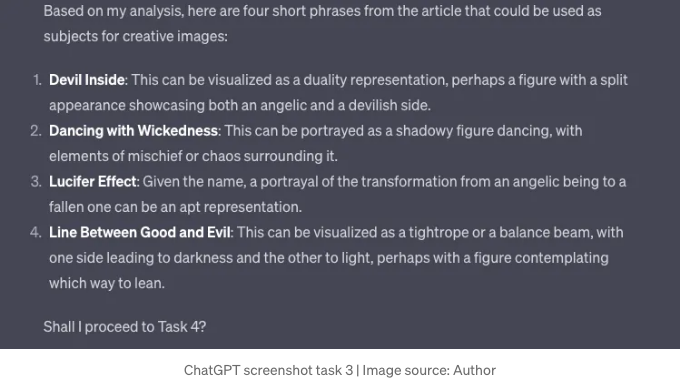 Based on my analysis, here are four short phrases from the article that could be used as
subjects for creative images:
1. Devil Inside: This can be visualized as a duality representation, perhaps a figure with a split
appearance showcasing both an angelic and a devilish side.
2. Dancing with Wickedness: This can be portrayed as a shadowy figure dancing, with
elements of mischief or chaos surrounding it.
3. Lucifer Effect: Given the name, a portrayal of the transformation from an angelic being to a
fallen one can be an apt representation.
4. Line Between Good and Evil: This can be visualized as a tightrope or a balance beam, with
one side leading to darkness and the other to light, perhaps with a figure contemplating
which way to lean.
Shall I proceed to Task 4?
ChatGPT screenshot task 3 | Image source: Author